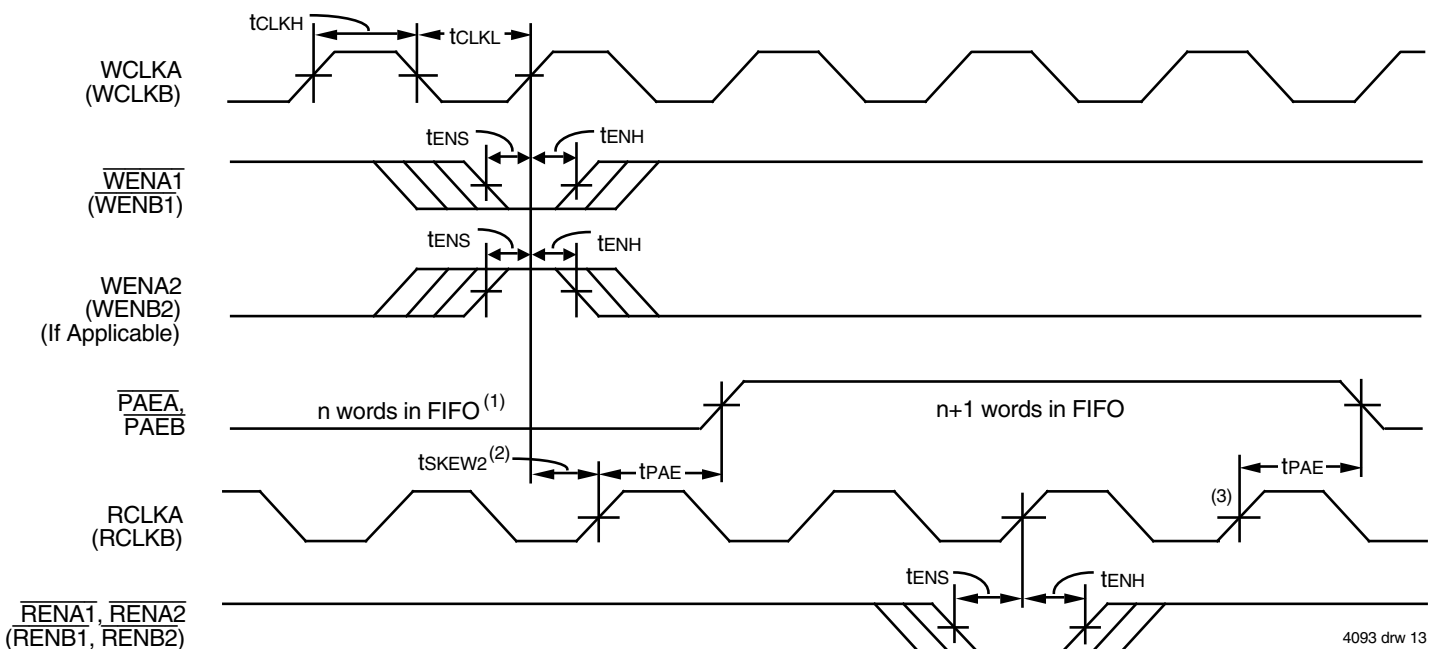 tCLKH
tCLKL
WCLKA
(WCLKB)
tENS
tENH
WENA1
(WENB1)
tENS
tENH
WENA2
(WENB2)
(If Applicable)
PAEA,
PAEB
n words in FIFO (1)
n+1 words in FIFO
tSKEW2(2)
tPAE
tPAE
RCLKA
(RCLKB)
(3)
tENS
tENH
RENA1, RENA2
(RENB1, RENB2)
4093 drw 13